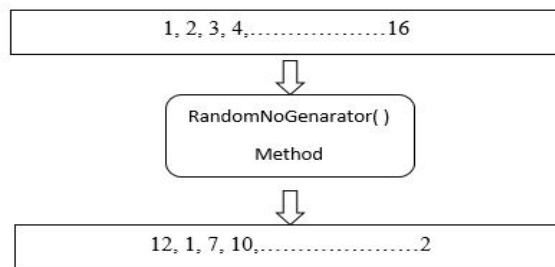 1, 2, 3, 4,………………16
RandomNoGenarator( )
Method
12, 1, 7, 10,…………………2